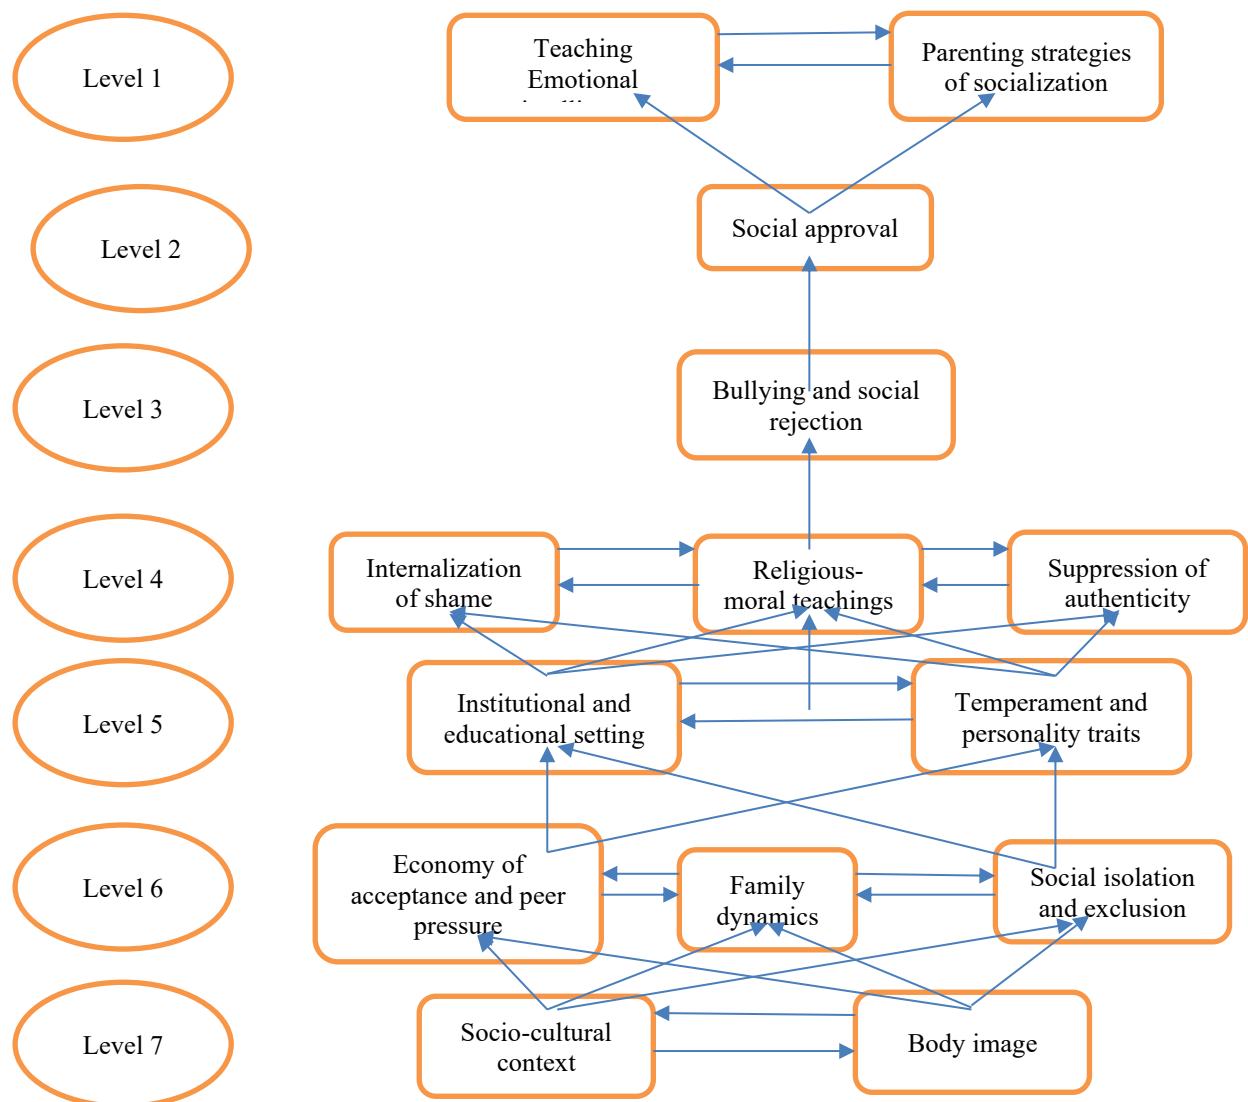 Level 1
Teaching
Emotional
Parenting strategies
of socialization
Level 2
Social approval
Level 3
Bullying and social
rejection
Level 4
Internalization
of shame
Religious-
moral teachings
Suppression of
authenticity
Level 5
Institutional and
educational setting
Temperament and
personality traits
Level 6
Economy of
acceptance and peer
pressure
Family
dynamics
Social isolation
and exclusion
Level 7
Socio-cultural
context
Body image